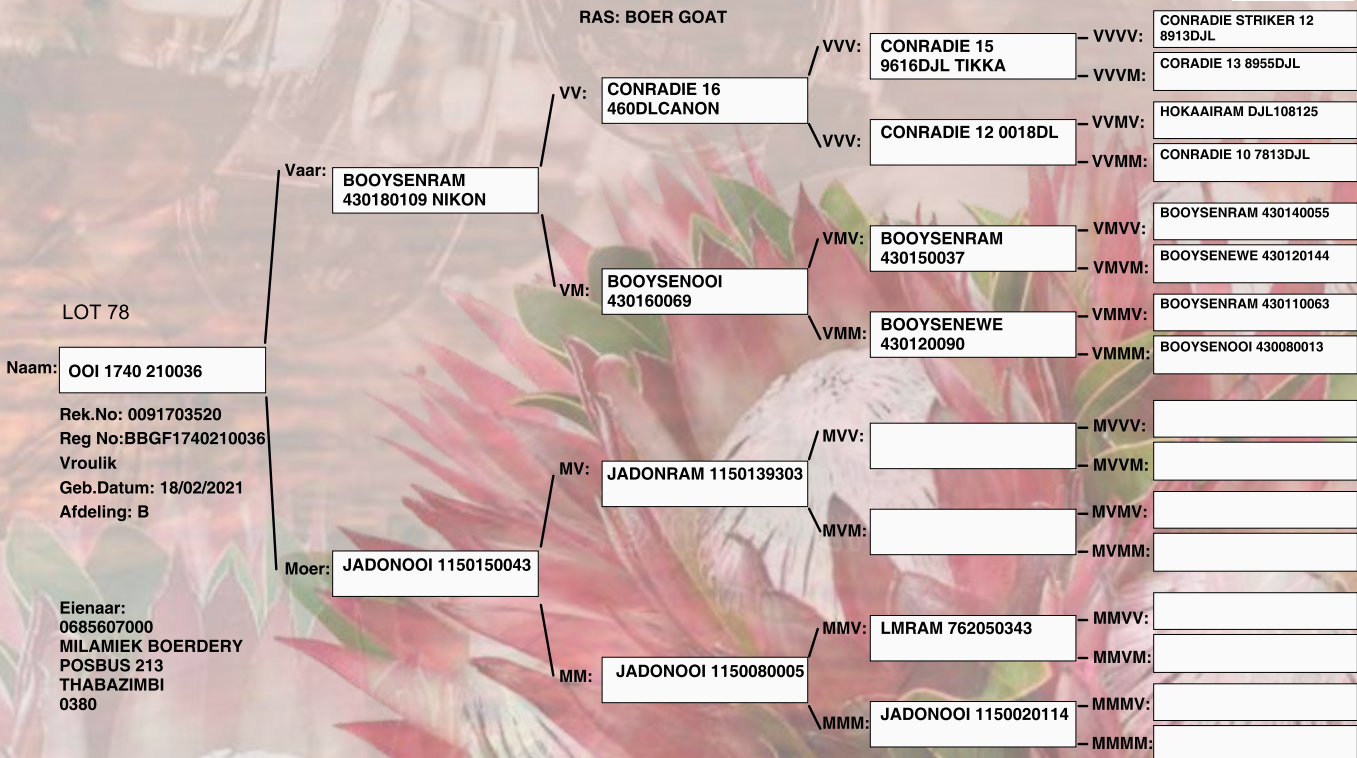 RAS: BOER GOAT
LOT 78
Naam:
OOI 1740 210036
Rek.No: 0091703520
Reg No:BBGF1740210036
Vroulik
Geb.Datum: 18/02/2021
Afdeling: B
Eienaar:
0685607000
MILAMIEK BOERDERY
POSBUS 213
THABAZIMBI
0380
Vaar:
BOOYSENRAM
430180109 NIKON
Moer:
JADONOOI 1150150043
VV:
CONRADIE 16
460DLCANON
VM:
BOOYSENOOI
430160069
MV:
JADONRAM 1150139303
MM:
JADONOOI 1150080005
VVV:
CONRADIE 15
9616DJL TIKKA
VVV:
CONRADIE 12 0018DL
VMV:
BOOYSENRAM
430150037
VMM:
BOOYSENEWE
430120090
MVV:
MVM:
MMV:
LMRAM 762050343
MMM:
JADONOOI 1150020114
VVVV:
CONRADIE STRIKER 12
8913DJL
VVVM:
CORADIE 13 8955DJL
VVMV:
HOKAAIRAM DJL108125
VVMM:
CONRADIE 10 7813DJL
VMVV:
BOOYSENRAM 430140055
VMVM:
BOOYSENEWE 430120144
VMMV:
BOOYSENRAM 430110063
VMMM:
BOOYSENOOI 430080013
MVVV:
MVVM:
MVMV:
MVMM:
MMVV:
MMVM:
MMMV:
MMMM: